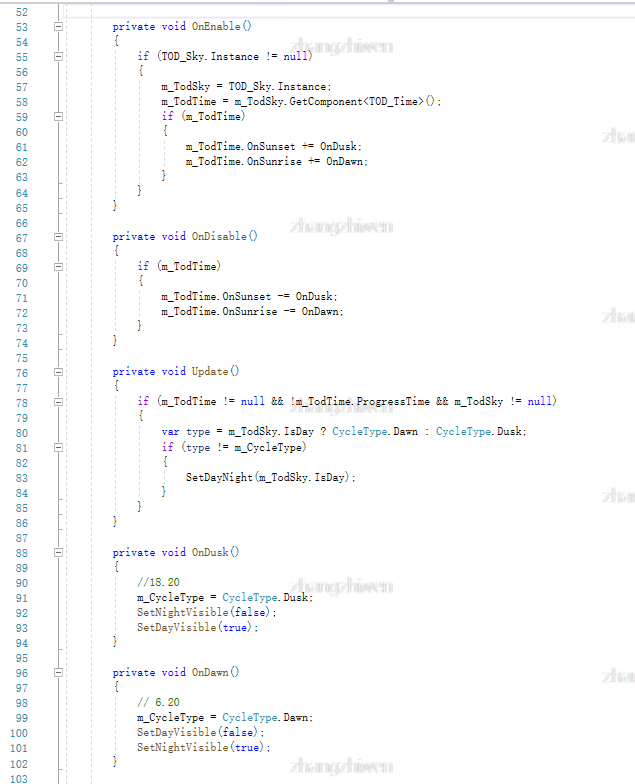 52
53 private void OnEnable()
54 {
55 if (TOD_Sky.Instance != null)
56 {
57 m_TodSky = TOD_Sky.Instance;
58 m_TodTime = m_TodSky.GetComponent<TOD_Time>();
59 if (m_TodTime)
60 {
61 m_TodTime.OnSunset += OnDusk;
62 m_TodTime.OnSunrise += OnDawn;
63 }
64 }
65 }
66
67 private void OnDisable()
68 {
69 if (m_TodTime)
70 {
71 m_TodTime.OnSunset -= OnDusk;
72 m_TodTime.OnSunrise -= OnDawn;
73 }
74 }
75
76 private void Update()
77 {
78 if (m_TodTime != null && !m_TodTime.ProgressTime && m_TodSky != null)
79 {
80 var type = m_TodSky.IsDay ? CycleType.Dawn : CycleType.Dusk;
81 if (type != m_CycleType)
82 {
83 SetDayNight(m_TodSky.IsDay);
84 }
85 }
86 }
87
88 private void OnDusk()
89 {
90 //18.20
91 m_CycleType = CycleType.Dusk;
92 SetNightVisible(false);
93 SetDayVisible(true);
94 }
95
96 private void OnDawn()
97 {
98 // 6.20
99 m_CycleType = CycleType.Dawn;
100 SetDayVisible(false);
101 SetNightVisible(true);
102 }
103
zhangzhiwen
zhangzhiwen
zhangzhiwen
zhangzhiwen
zhangzhiwen